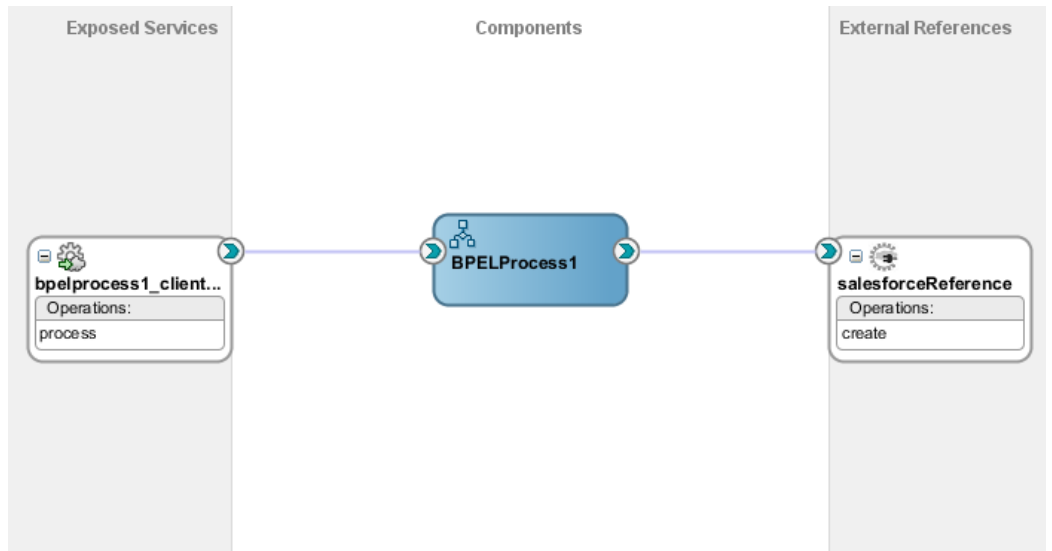 Exposed Services
Components
External References
bpelprocess1_client...
Operations:
process
BPELProcess1
salesforceReference
Operations:
create